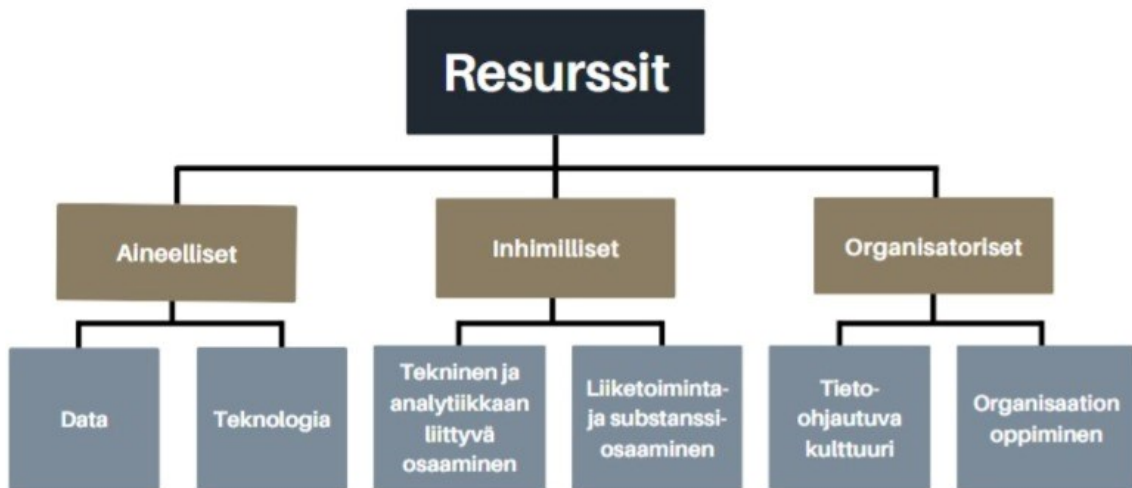 Resurssit
Aineelliset
Inhimilliset
Organisatoriset
Data
Teknologia
Tekninen ja
analytiikkaan
liittyvä
osaaminen
Liiketoiminta-
ja substanssi-
osaaminen
Tieto-
ohjautuva
kulttuuri
Organisaation
oppiminen